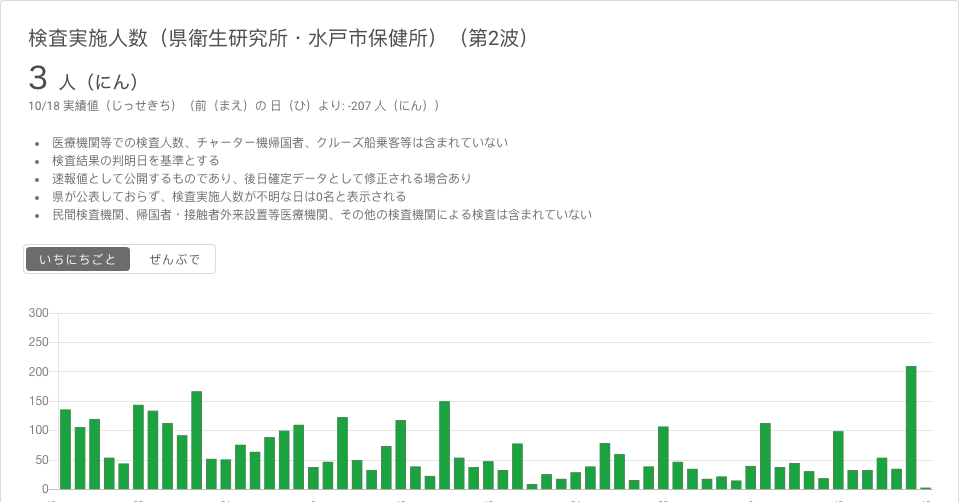 検査実施人数（県衛生研究所・水戸市保健所）（第2波）
3 人（にん）
10/18 実績値（じっせきち）（前（まえ）の 日（ひ）より: -207 人（にん））
医療機関等での検査人数、チャーター機帰国者、クルーズ船乗客等は含まれていない
検査結果の判明日を基準とする
速報値として公開するものであり、後日確定データとして修正される場合あり
県が公表しておらず、検査実施人数が不明な日は0名と表示される
民間検査機関、帰国者・接触者外来設置等医療機関、その他の検査機関による検査は含まれていない
いちにちごと ぜんぶで
300
250
200
150
100
50
0